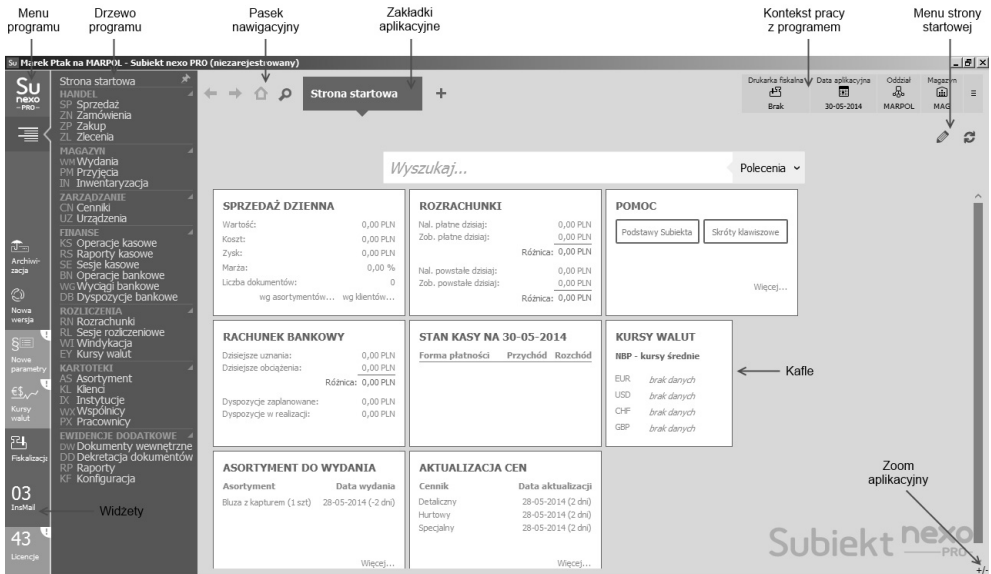 Menu programu
Drzewo programu
Pasek nawigacyjny
Zakładki aplikacyjne
Kontekst pracy z programem
Menu strony startowej
Su Marek Ptak na MARPOL - Subiekt nexo PRO (niezarejestrowany)
Su
nexo
- PRO -
Archiwi-
zacja
Nowa
wersja
Nowe
parametry
Kursy
walut
Fiskalizacja
03
InsMail
43
Licencje
Strona startowa
HANDEL
SP Sprzedaż
ZN Zamówienia
ZP Zakup
ZL Zlecenia
MAGAZYN
WM Wydania
PM Przyjęcia
IN Inwentaryzacja
ZARZĄDZANIE
CN Cenniki
UZ Urządzenia
FINANSE
KS Operacje kasowe
RS Raporty kasowe
SE Sesje kasowe
BN Operacje bankowe
WG Wyciągi bankowe
DB Dyspozycje bankowe
ROZLICZENIA
RN Rozrachunki
RL Sesje rozliczeniowe
WI Windykacja
EY Kursy walut
KARTOTEKI
AS Asortyment
KL Klienci
IX Instytucje
WX Wspólnicy
PX Pracownicy
EWIDENCJE DODATKOWE
DW Dokumenty wewnętrzne
DD Dekretacja dokumentów
RP Raporty
KF Konfiguracja
Widżety
Strona startowa +
Drukarka fiskalna Data aplikacyjna Oddział Magazyn
Brak 30-05-2014 MARPOL MAG
Wyszukaj... Polecenia
SPRZEDAŻ DZIENNA
Wartość: 0,00 PLN
Koszt: 0,00 PLN
Zysk: 0,00 PLN
Marża: 0,00 %
Liczba dokumentów: 0
wg asortymentów... wg klientów...
ROZRACHUNKI
Nal. płatne dzisiaj: 0,00 PLN
Zob. płatne dzisiaj: 0,00 PLN
Różnica: 0,00 PLN
Nal. powstałe dzisiaj: 0,00 PLN
Zob. powstałe dzisiaj: 0,00 PLN
Różnica: 0,00 PLN
POMOC
Podstawy Subiekta Skróty klawiszowe
Więcej...
RACHUNEK BANKOWY
Dzisiejsze uznania: 0,00 PLN
Dzisiejsze obciążenia: 0,00 PLN
Różnica: 0,00 PLN
Dyspozycje zaplanowane: 0,00 PLN
Dyspozycje w realizacji: 0,00 PLN
STAN KASY NA 30-05-2014
Forma płatności Przychód Rozchód
KURSY WALUT
NBP - kursy średnie
EUR brak danych
USD brak danych
CHF brak danych
GBP brak danych
Kafle
ASORTYMENT DO WYDANIA
Asortyment Data wydania
Bluza z kapturem (1 szt) 28-05-2014 (-2 dni)
Więcej...
AKTUALIZACJA CEN
Cennik Data aktualizacji
Detaliczny 28-05-2014 (2 dni)
Hurtowy 28-05-2014 (2 dni)
Specjalny 28-05-2014 (2 dni)
Więcej...
Zoom
aplikacyjny
Subiekt nexo
PRO
+/-